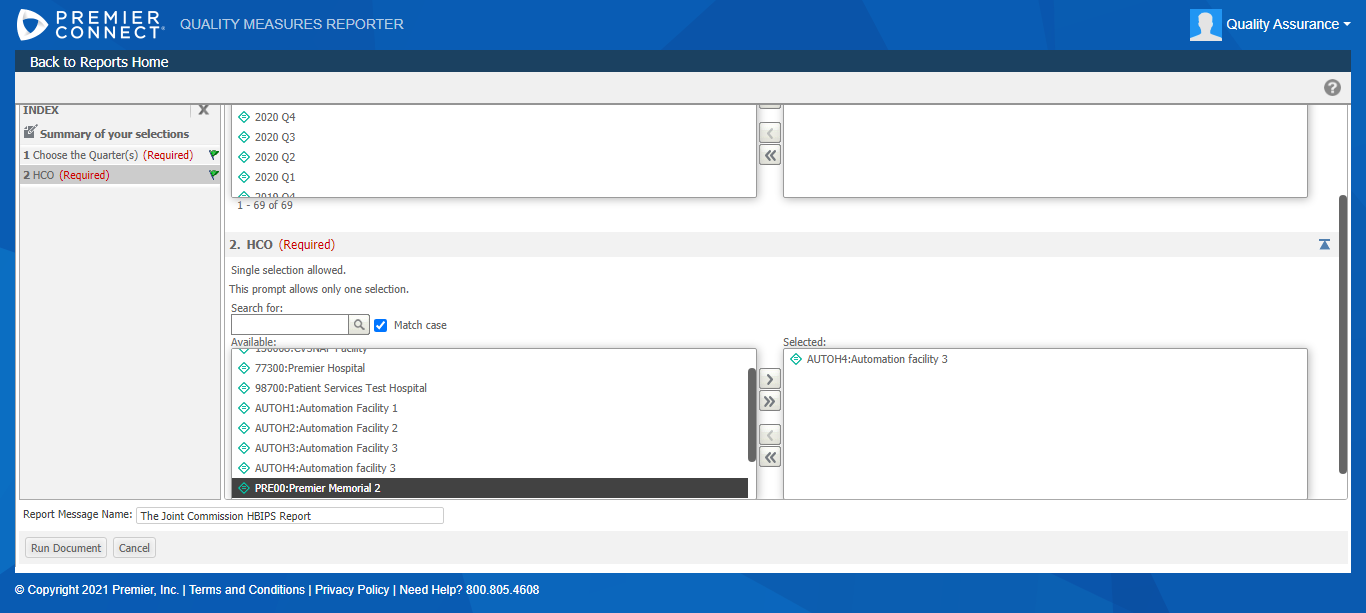 PREMIER CONNECT® QUALITY MEASURES REPORTER
Quality Assurance
Back to Reports Home
INDEX
Summary of your selections
1 Choose the Quarter(s) (Required)
2 HCO (Required)
2020 Q4
2020 Q3
2020 Q2
2020 Q1
2019 Q4
1 - 69 of 69
2. HCO (Required)
Single selection allowed.
This prompt allows only one selection.
Search for:
Match case
Available:
77300:Premier Hospital
98700:Patient Services Test Hospital
AUTOH1:Automation Facility 1
AUTOH2:Automation Facility 2
AUTOH3:Automation Facility 3
AUTOH4:Automation facility 3
PRE00:Premier Memorial 2
Selected:
AUTOH4:Automation facility 3
Report Message Name: The Joint Commission HBIPS Report
Run Document Cancel
© Copyright 2021 Premier, Inc. | Terms and Conditions | Privacy Policy | Need Help? 800.805.4608